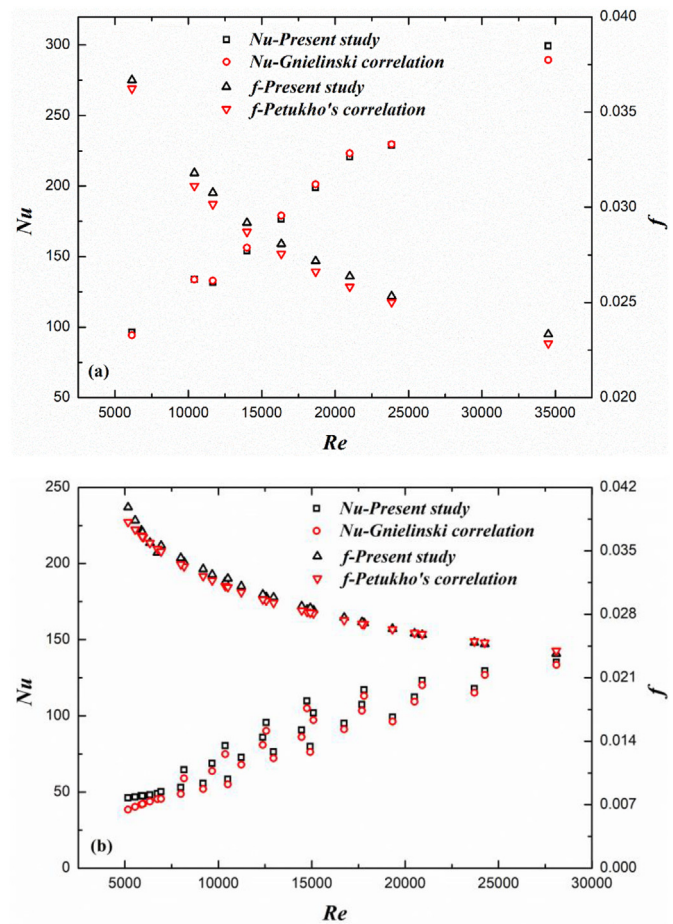 Nu-Present study
Nu-Gnielinski correlation
f-Present study
f-Petukho's correlation
300
250
200
150
100
50
Nu
0.040
0.035
0.030
0.025
0.020
f
(a)
5000 10000 15000 20000 25000 30000 35000
Re
Nu-Present study
Nu-Gnielinski correlation
f-Present study
f-Petukho's correlation
250
200
150
100
50
0
Nu
0.042
0.035
0.028
0.021
0.014
0.007
0.000
f
(b)
5000 10000 15000 20000 25000 30000
Re